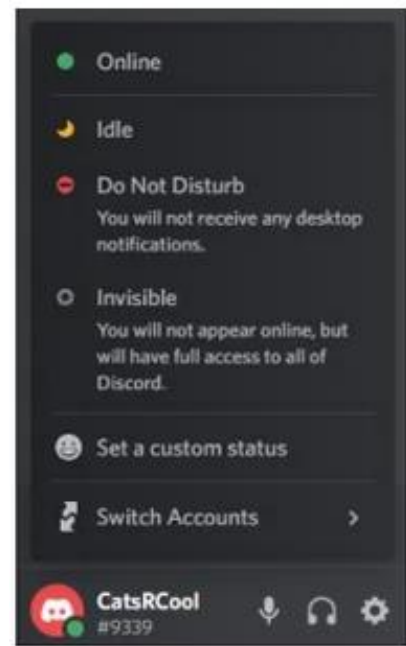 Online
Idle
Do Not Disturb
You will not receive any desktop
notifications.
Invisible
You will not appear online, but
will have full access to all of
Discord.
Set a custom status
Switch Accounts
CatsRCool
#9339